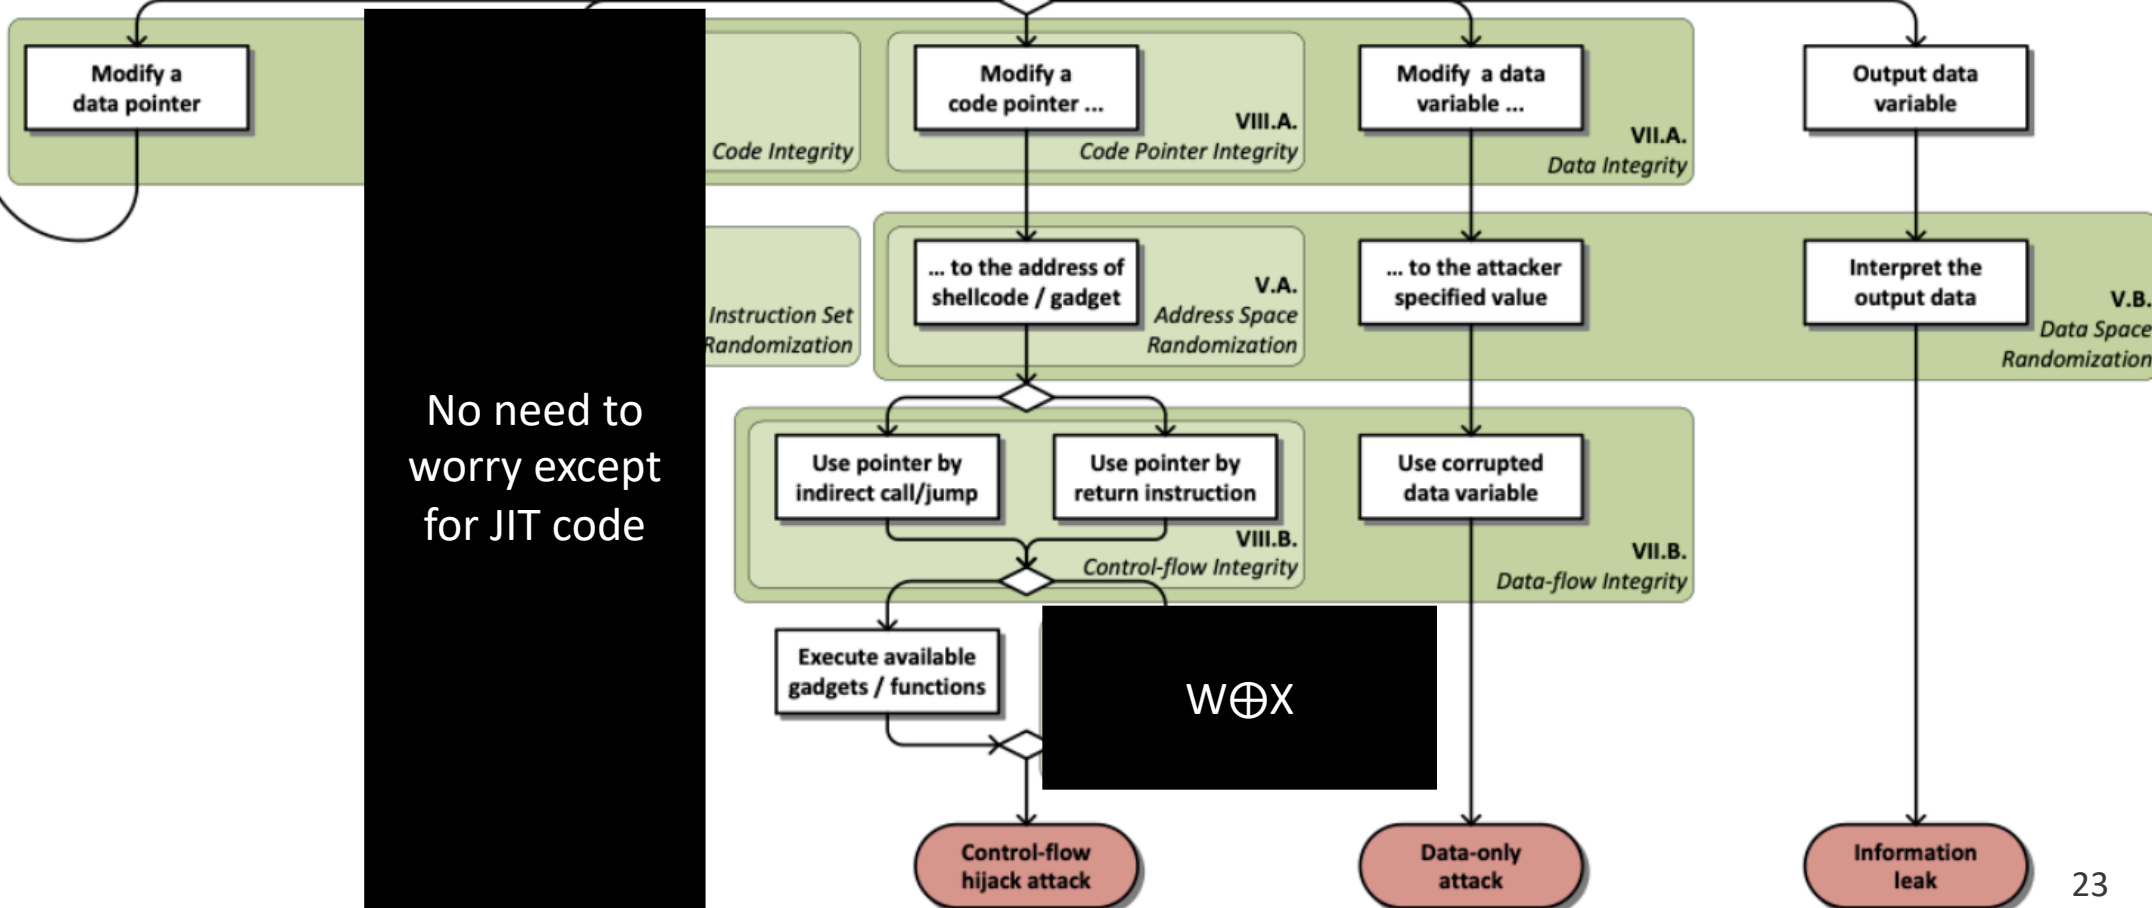 Modify a
data pointer
Code Integrity
Modify a
code pointer ...
VIII.A.
Code Pointer Integrity
Modify a data
variable ...
VII.A.
Data Integrity
Output data
variable
Instruction Set
Randomization
... to the address of
shellcode / gadget
V.A.
Address Space
Randomization
... to the attacker
specified value
Interpret the
output data
V.B.
Data Space
Randomization
No need to
worry except
for JIT code
Use pointer by
indirect call/jump
Use pointer by
return instruction
VIII.B.
Control-flow Integrity
Use corrupted
data variable
VII.B.
Data-flow Integrity
Execute available
gadgets / functions
W⊕X
Control-flow
hijack attack
Data-only
attack
Information
leak
23